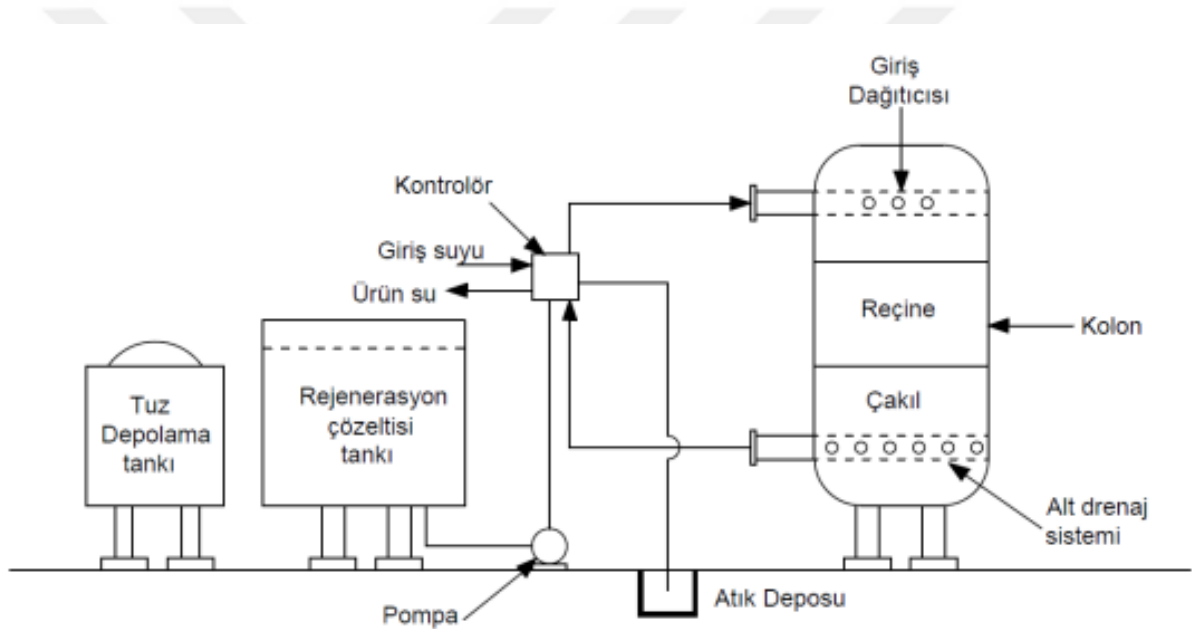 Giriş
Dağıtıcısı
Kontrolör
Giriş suyu
Ürün su
Reçine
Kolon
Tuz
Depolama
tankı
Rejenerasyon
çözeltisi
tankı
Çakıl
Alt drenaj
sistemi
Pompa
Atık Deposu